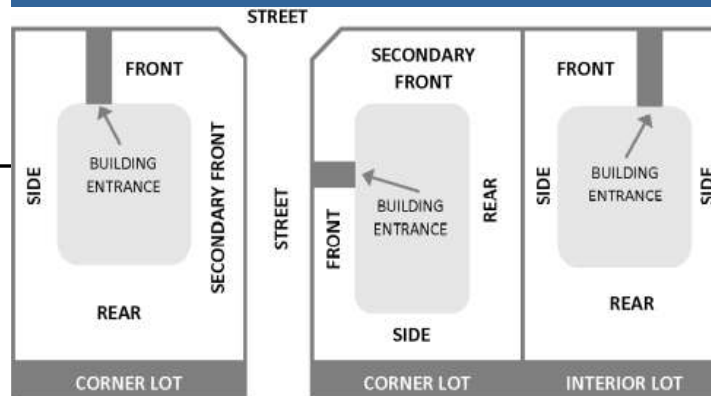 STREET
FRONT
BUILDING
ENTRANCE
SIDE
SECONDARY FRONT
REAR
CORNER LOT
STREET
SECONDARY
FRONT
BUILDING
ENTRANCE
FRONT
REAR
SIDE
CORNER LOT
FRONT
BUILDING
ENTRANCE
SIDE
SIDE
REAR
INTERIOR LOT